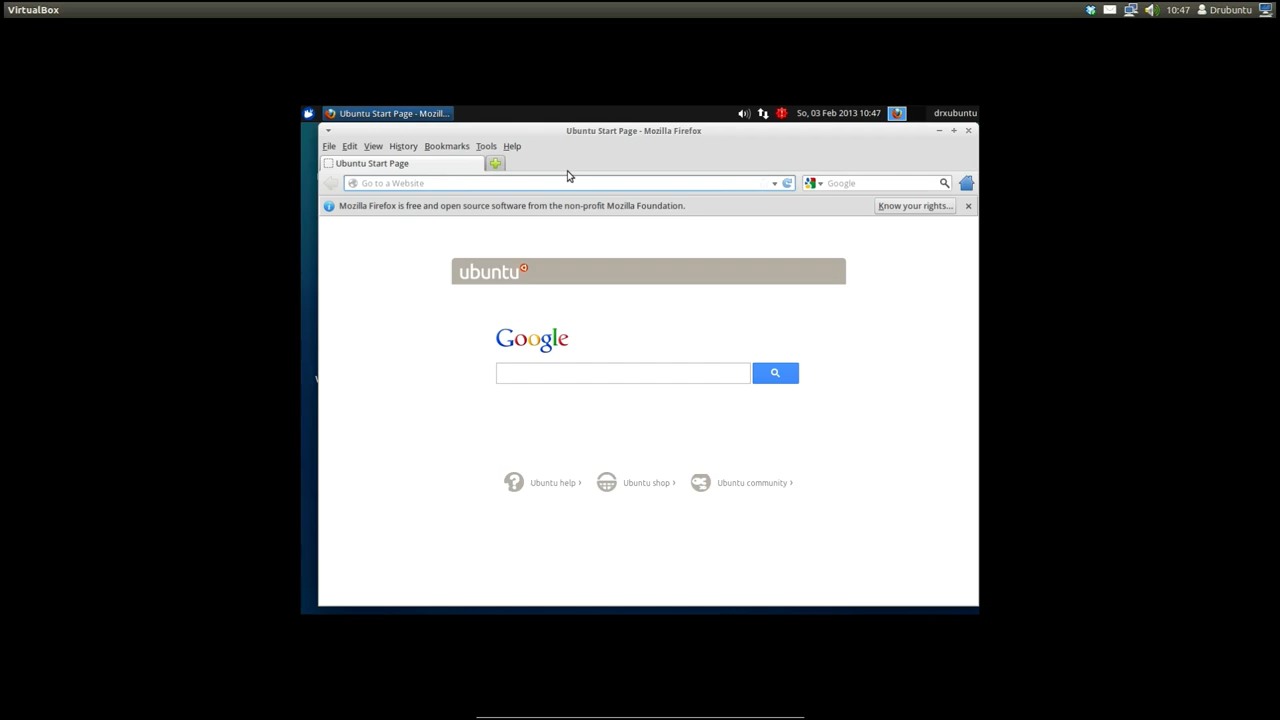 VirtualBox
10:47
Drubuntu
Ubuntu Start Page - Mozill...
So, 03 Feb 2013 10:47
drxubuntu
Ubuntu Start Page - Mozilla Firefox
File Edit View History Bookmarks Tools Help
Ubuntu Start Page
Go to a Website
Google
Mozilla Firefox is free and open source software from the non-profit Mozilla Foundation.
Know your rights...
ubuntu
Google
Ubuntu help ›
Ubuntu shop ›
Ubuntu community ›